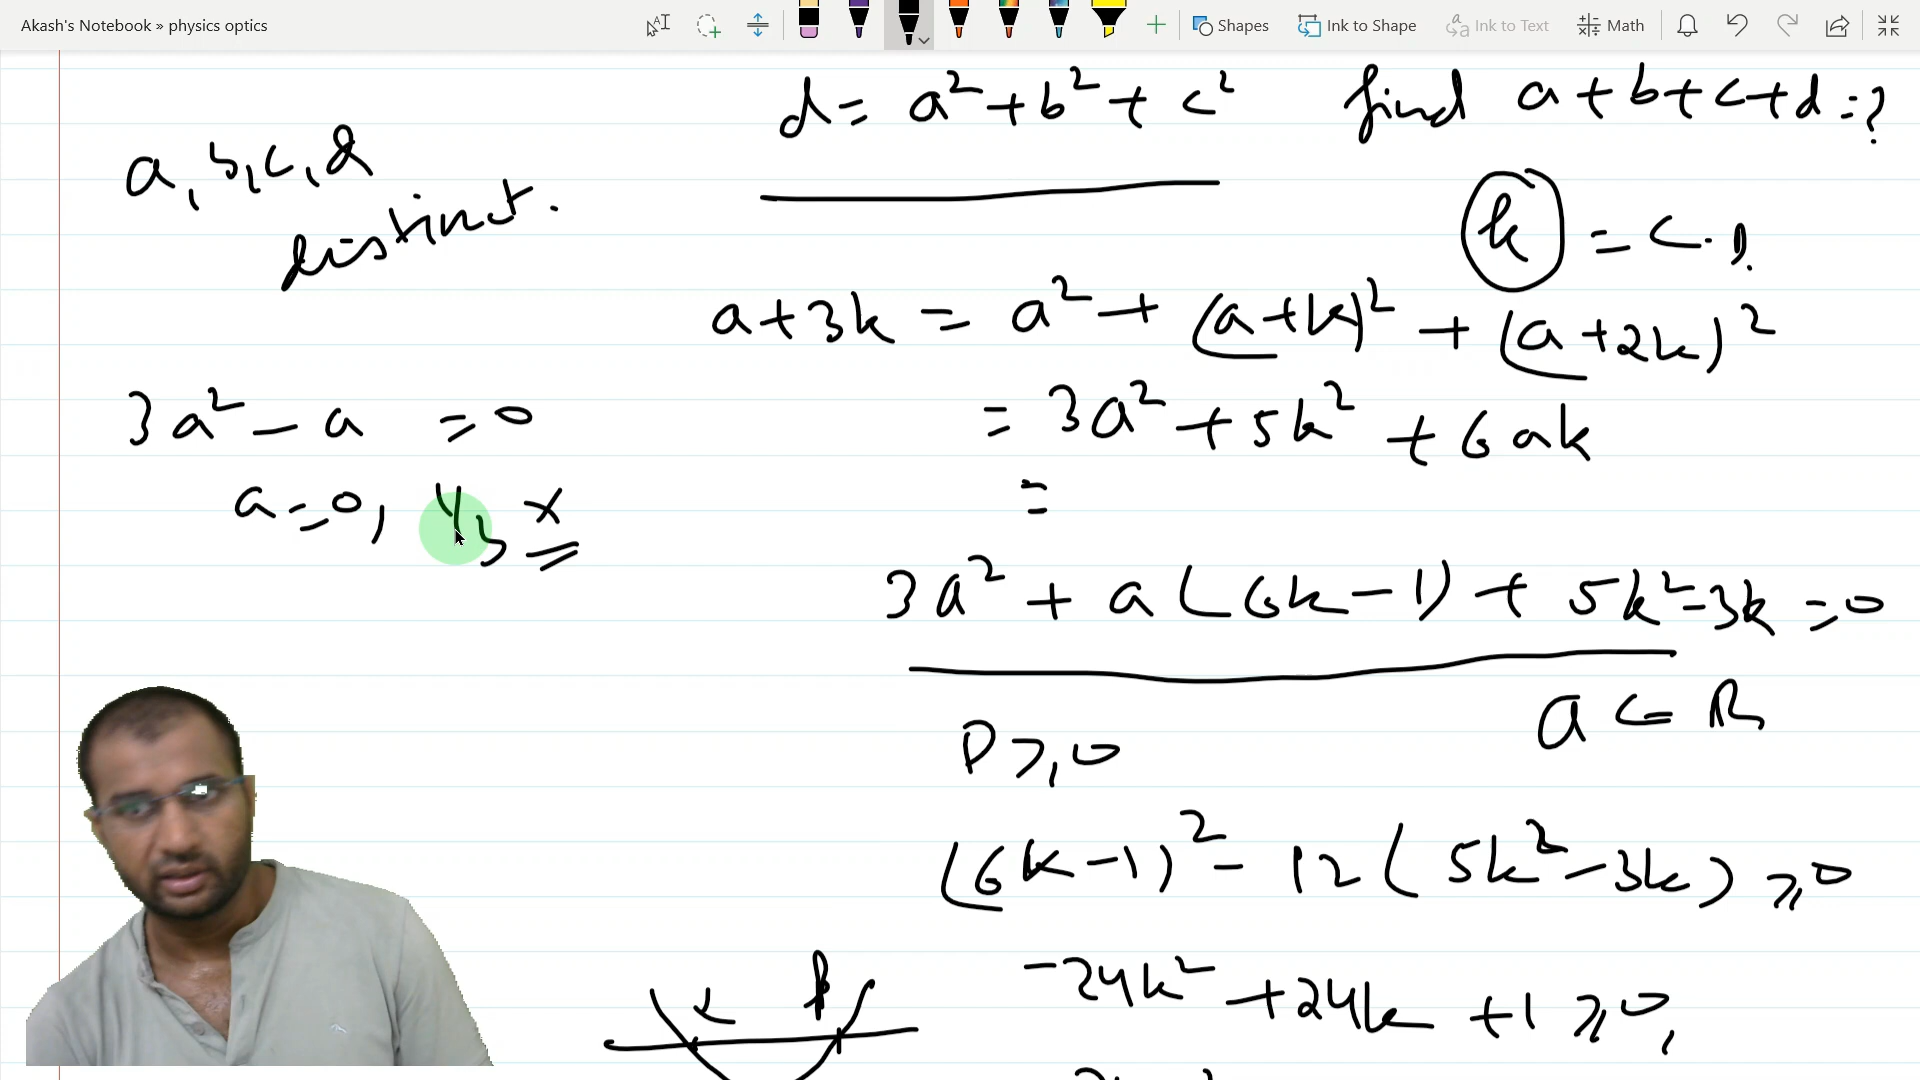 Akash's Notebook » physics optics
Shapes Ink to Shape Ink to Text Math
d = a² + b² + c² find a + b + c + d = ?
a, b, c, d
distinct.
k = C.D.
a + 3k = a² + (a + k)² + (a + 2k)²
= 3a² + 5k² + 6ak
=
3a² - a = 0
a = 0, 1/3 ×
3a² + a (6k - 1) + 5k² - 3k = 0
a ∈ R
D ≥ 0
(6k - 1)² - 12 (5k² - 3k) ≥ 0
-24k² + 24k + 1 ≥ 0,
α β